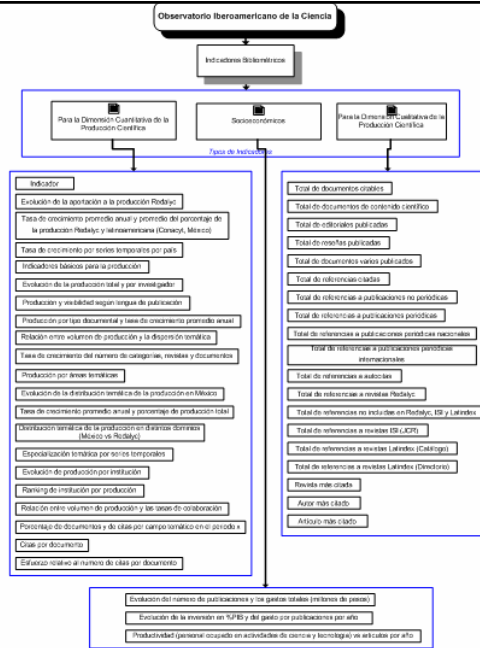 Observatorio Iberoamericano de la Ciencia
Indicadores Bibliométricos
Para la Dimensión Cuantitativa de la
Producción Científica
Socioeconómicos
Para la Dimensión Cualitativa de la
Producción Científica
Tipos de Indicadores
Indicador
Evolución de la aportación a la producción Redalyc
Tasa de crecimiento promedio anual y promedio del porcentaje de
la producción Redalyc y latinoamericana (Conacyt, México)
Tasa de crecimiento por series temporales por país
Indicadores básicos para la producción
Evolución de la producción total y por investigador
Producción y visibilidad según lengua de publicación
Producción por tipo documental y tasa de crecimiento promedio anual
Relación entre volumen de producción y la dispersión temática
Tasa de crecimiento del número de categorías, revistas y documentos
Producción por áreas temáticas
Evolución de la distribución temática de la producción en México
Tasa de crecimiento promedio anual y porcentaje de producción total
Distribución temática de la producción en distintos dominios
(México vs Redalyc)
Especialización temática por series temporales
Evolución de producción por institución
Ranking de institución por producción
Relación entre volumen de producción y las tasas de colaboración
Porcentaje de documentos y de citas por campo temático en el periodo x
Citas por documento
Esfuerzo relativo al número de citas por documento
Total de documentos citables
Total de documentos de contenido científico
Total de editoriales publicadas
Total de reseñas publicadas
Total de documentos varios publicados
Total de referencias citadas
Total de referencias a publicaciones no periódicas
Total de referencias a publicaciones periódicas
Total de referencias a publicaciones periódicas nacionales
Total de referencias a publicaciones periódicas
internacionales
Total de referencias a autocitas
Total de referencias a revistas Redalyc
Total de referencias no incluidas en Redalyc, ISI y Latindex
Total de referencias a revistas ISI (JCR)
Total de referencias a revistas Latindex (Catálogo)
Total de referencias a revistas Latindex (Directorio)
Revista más citada
Autor más citado
Artículo más citado
Evolución del número de publicaciones y los gastos totales (millones de pesos)
Evolución de la inversión en %PIB y del gasto por publicaciones por año
Productividad (personal ocupado en actividades de ciencia y tecnología) vs artículos por año